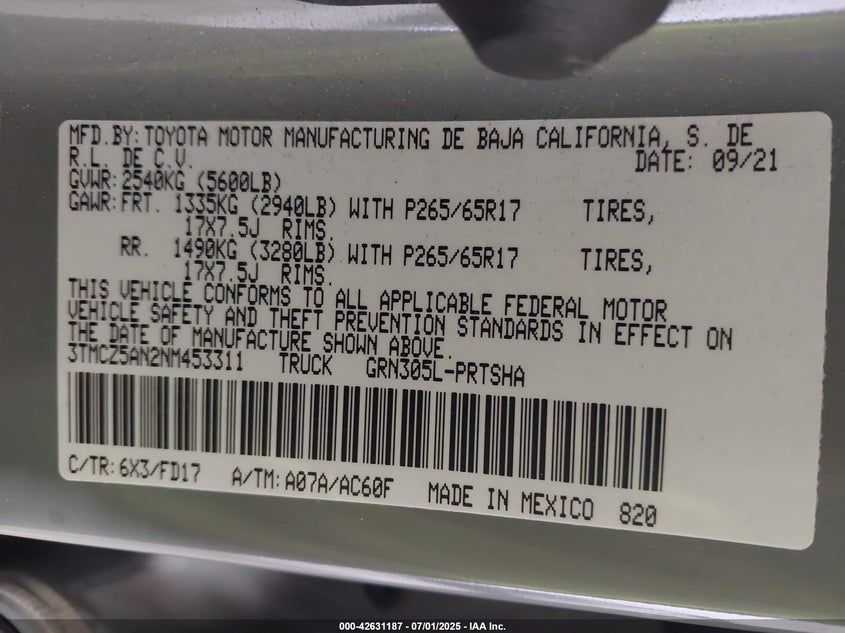 MFD.BY:TOYOTA MOTOR MANUFACTURING DE BAJA CALIFORNIA, S. DE
R.L. DE C.V. DATE: 09/21
GVWR:2540KG (5600LB)
GAWR:FRT. 1335KG (2940LB) WITH P265/65R17 TIRES,
17X7.5J RIMS.
RR. 1490KG (3280LB) WITH P265/65R17 TIRES,
17X7.5J RIMS.
THIS VEHICLE CONFORMS TO ALL APPLICABLE FEDERAL MOTOR
VEHICLE SAFETY AND THEFT PREVENTION STANDARDS IN EFFECT ON
THE DATE OF MANUFACTURE SHOWN ABOVE.
3TMCZ5AN2NM453311 TRUCK GRN305L-PRTSHA
C/TR:6X3/FD17 A/TM:A07A/AC60F MADE IN MEXICO 820
000-42631187 - 07/01/2025 - IAA Inc.